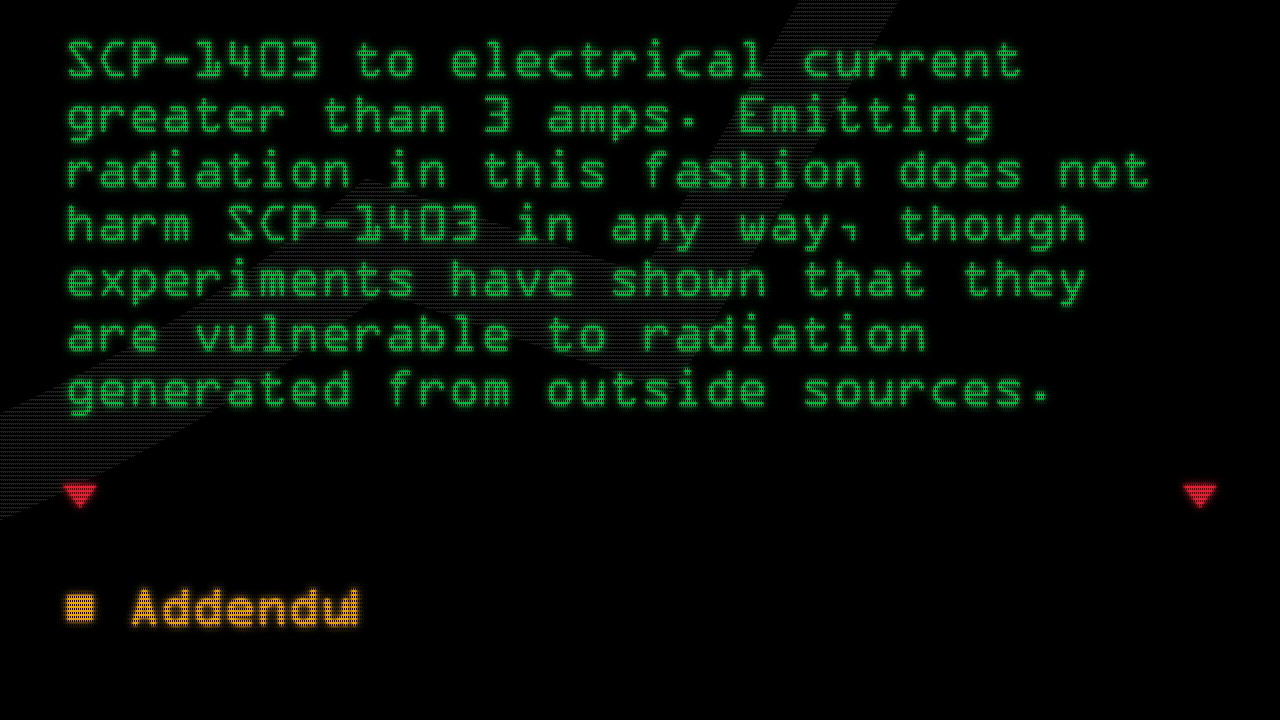 SCP-1403 to electrical current
greater than 3 amps. Emitting
radiation in this fashion does not
harm SCP-1403 in any way, though
experiments have shown that they
are vulnerable to radiation
generated from outside sources.
Addendu